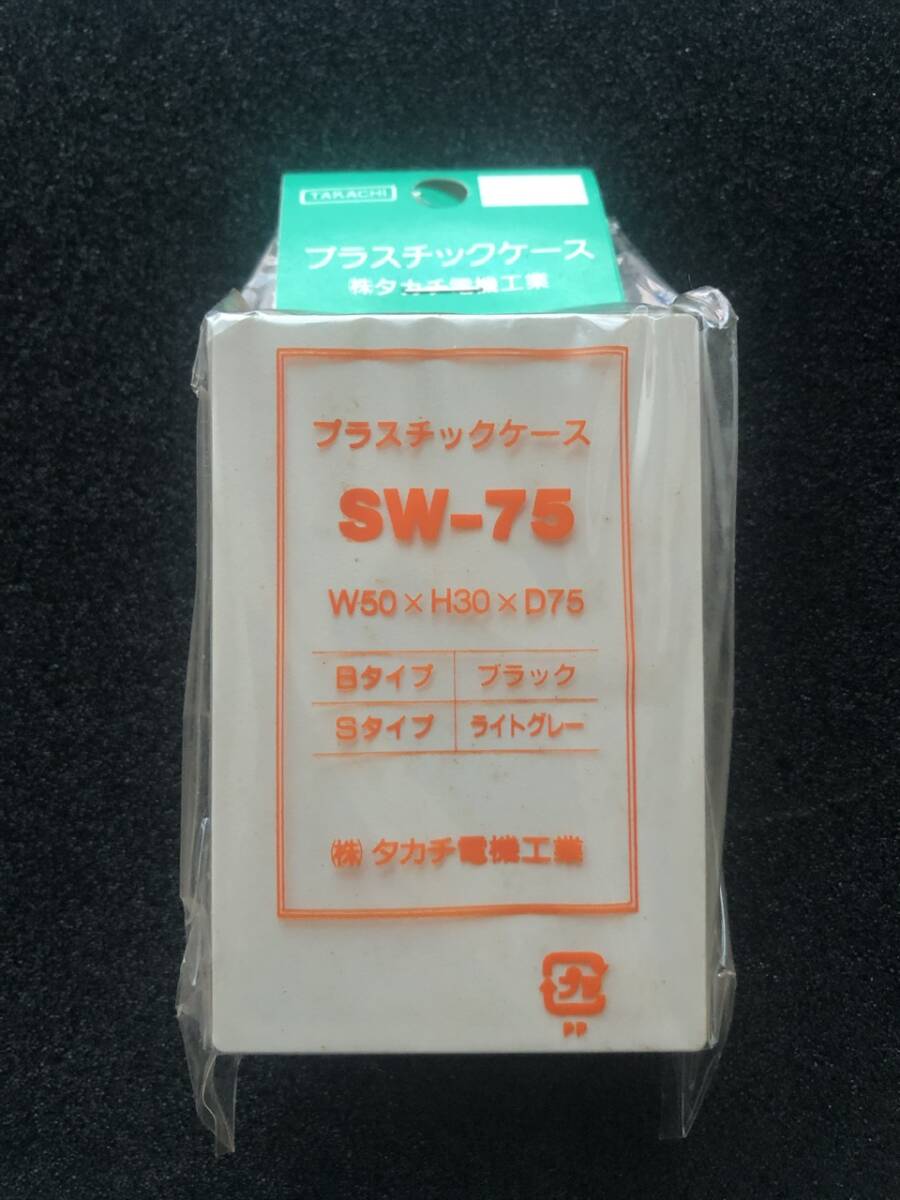 TAKACHI
プラスチックケース
㈱タカチ電機工業
プラスチックケース
SW-75
W50×H30×D75
Bタイプ ブラック
Sタイプ ライトグレー
㈱タカチ電機工業
プラ
PP